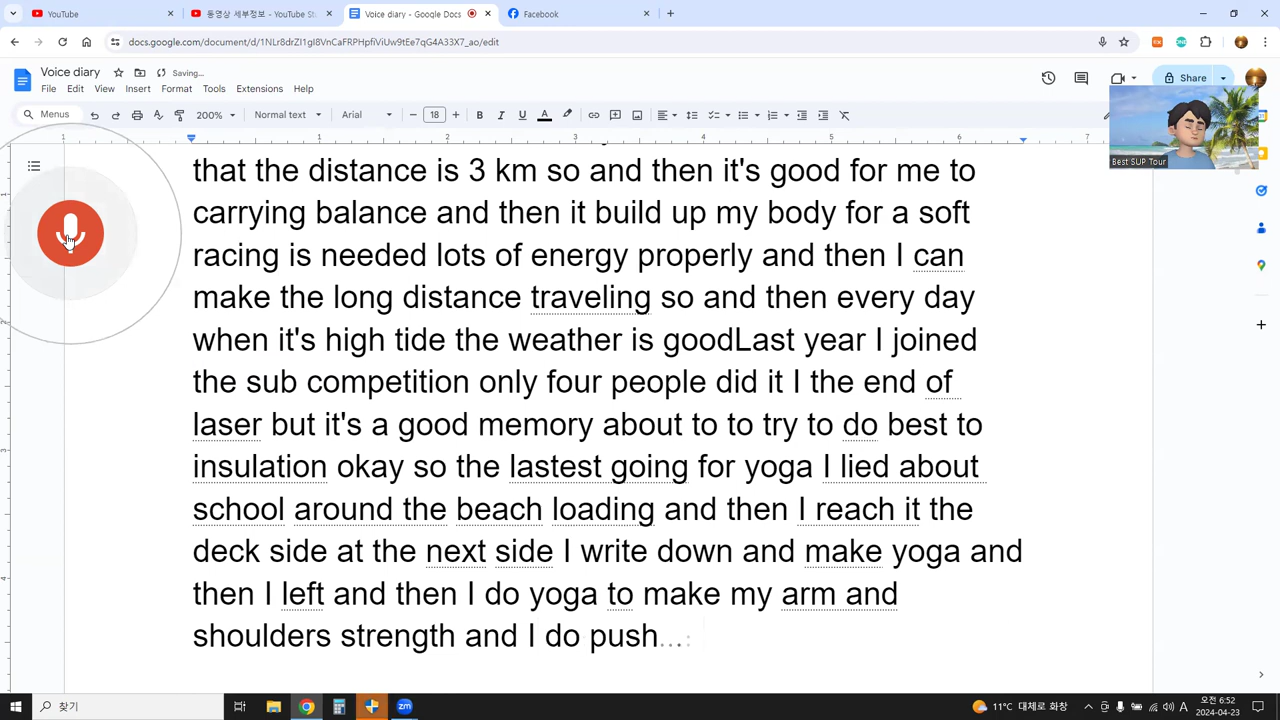 YouTube
동영상 세부정보 - YouTube St
Voice diary - Google Docs
Facebook
docs.google.com/document/d/1NLr8drZI1gI8VnCaFRPHpfiViUw9tEe7qG4A33X7_ao/edit
Voice diary
Saving...
File Edit View Insert Format Tools Extensions Help
Share
Menus 200% Normal text Arial 18
1 1 2 3 4 5 6 7
Best SUP Tour
that the distance is 3 km so and then it's good for me to
carrying balance and then it build up my body for a soft
racing is needed lots of energy properly and then I can
make the long distance traveling so and then every day
when it's high tide the weather is goodLast year I joined
the sub competition only four people did it I the end of
laser but it's a good memory about to to try to do best to
insulation okay so the lastest going for yoga I lied about
school around the beach loading and then I reach it the
deck side at the next side I write down and make yoga and
then I left and then I do yoga to make my arm and
shoulders strength and I do push...
찾기
zm
11°C 대체로 화창
A
오전 6:52
2024-04-23